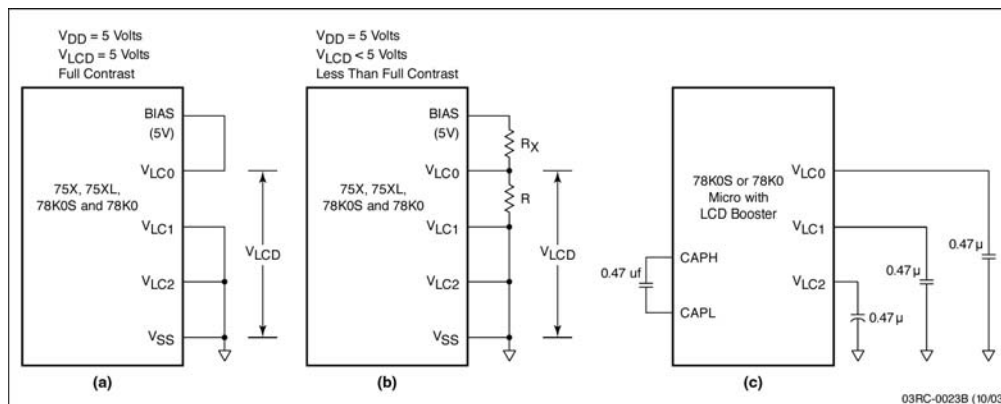 VDD = 5 Volts
VLCD = 5 Volts
Full Contrast
BIAS
(5V)
VLC0
75X, 75XL,
78K0S and 78K0
VLC1
VLCD
VLC2
VSS
(a)
VDD = 5 Volts
VLCD < 5 Volts
Less Than Full Contrast
BIAS
(5V)
RX
VLC0
75X, 75XL,
78K0S and 78K0
R
VLC1
VLCD
VLC2
VSS
(b)
VLC0
78K0S or 78K0
Micro with
LCD Booster
VLC1
CAPH
0.47 uf
CAPL
VLC2
0.47 µ
0.47 µ
0.47 µ
(c)
03RC-0023B (10/03